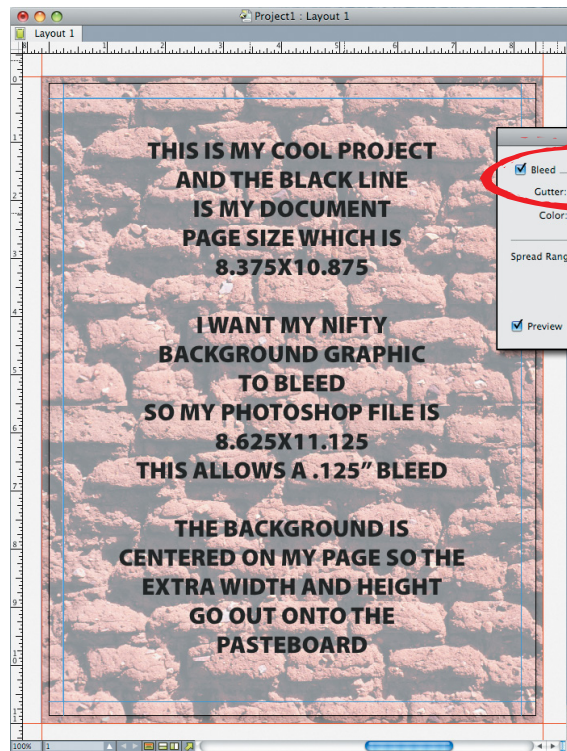 Project1 : Layout 1
Layout 1
THIS IS MY COOL PROJECT
AND THE BLACK LINE
IS MY DOCUMENT
PAGE SIZE WHICH IS
8.375X10.875
I WANT MY NIFTY
BACKGROUND GRAPHIC
TO BLEED
SO MY PHOTOSHOP FILE IS
8.625X11.125
THIS ALLOWS A .125” BLEED
THE BACKGROUND IS
CENTERED ON MY PAGE SO THE
EXTRA WIDTH AND HEIGHT
GO OUT ONTO THE
PASTEBOARD
Bleed
Gutter:
Color:
Spread Rang
Preview
100%
1